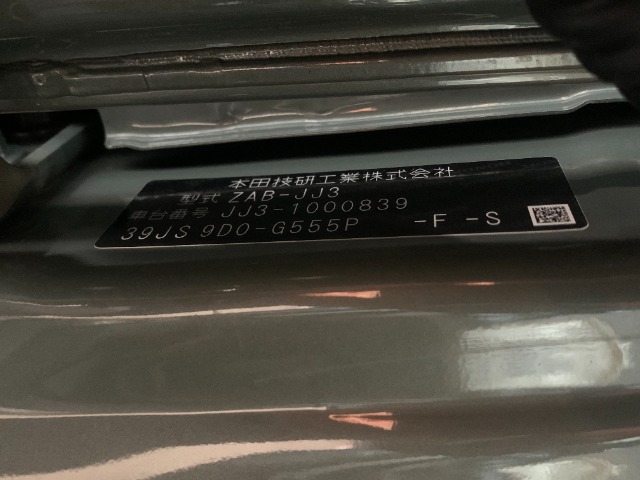 本田技研工業株式会社
型式 ZAB-JJ3
車台番号 JJ3-1000839
39JS 9D0-G555P -F -S